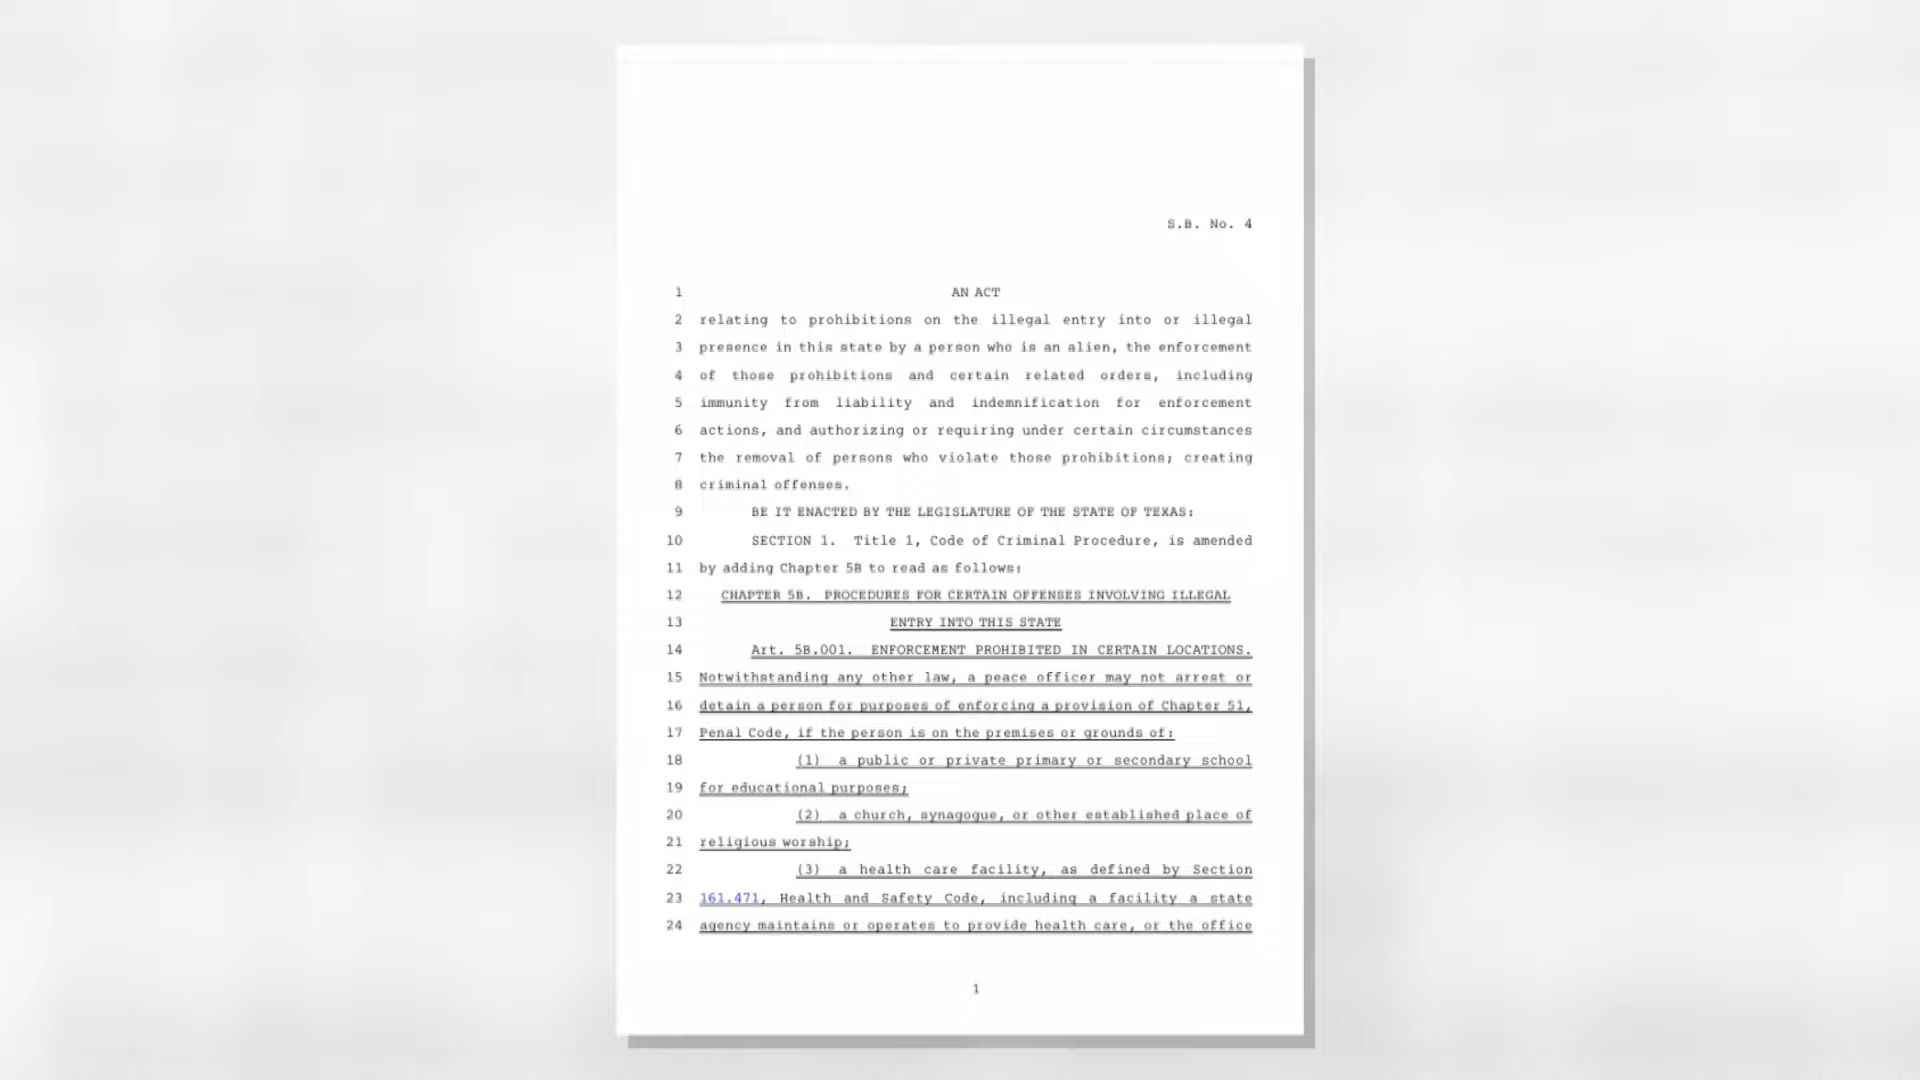 S.B. No. 4
1 AN ACT
2 relating to prohibitions on the illegal entry into or illegal
3 presence in this state by a person who is an alien, the enforcement
4 of those prohibitions and certain related orders, including
5 immunity from liability and indemnification for enforcement
6 actions, and authorizing or requiring under certain circumstances
7 the removal of persons who violate those prohibitions; creating
8 criminal offenses.
9 BE IT ENACTED BY THE LEGISLATURE OF THE STATE OF TEXAS:
10 SECTION 1. Title 1, Code of Criminal Procedure, is amended
11 by adding Chapter 5B to read as follows:
12 CHAPTER 5B. PROCEDURES FOR CERTAIN OFFENSES INVOLVING ILLEGAL
13 ENTRY INTO THIS STATE
14 Art. 5B.001. ENFORCEMENT PROHIBITED IN CERTAIN LOCATIONS.
15 Notwithstanding any other law, a peace officer may not arrest or
16 detain a person for purposes of enforcing a provision of Chapter 51,
17 Penal Code, if the person is on the premises or grounds of:
18 (1) a public or private primary or secondary school
19 for educational purposes;
20 (2) a church, synagogue, or other established place of
21 religious worship;
22 (3) a health care facility, as defined by Section
23 161.471, Health and Safety Code, including a facility a state
24 agency maintains or operates to provide health care, or the office
1